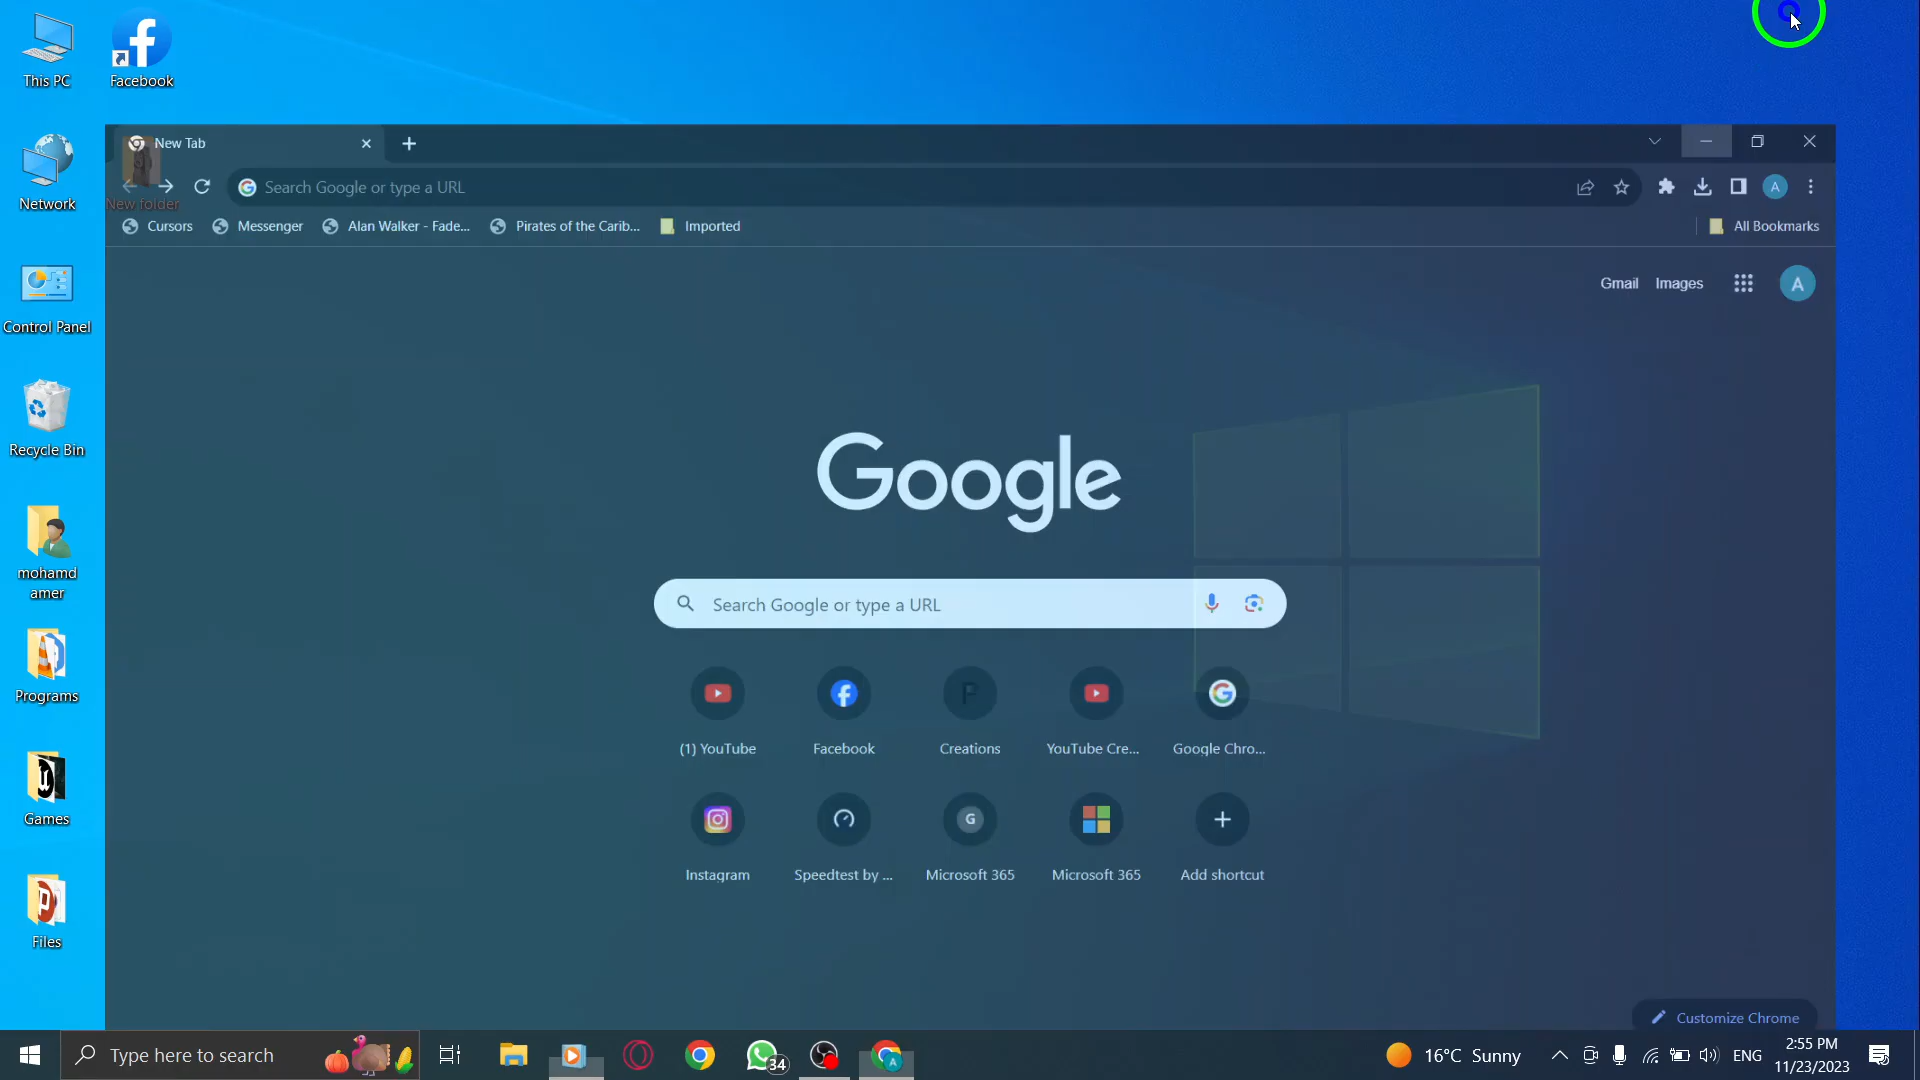 This PC
Facebook
Network
New folder
Control Panel
Recycle Bin
mohamd
amer
Programs
Games
Files
New Tab
Search Google or type a URL
Cursors
Messenger
Alan Walker - Fade...
Pirates of the Carib...
Imported
All Bookmarks
A
Gmail
Images
A
Google
Search Google or type a URL
(1) YouTube
Facebook
Creations
YouTube Cre...
Google Chro...
Instagram
Speedtest by ...
G
Microsoft 365
Microsoft 365
Add shortcut
Customize Chrome
Type here to search
34
16°C Sunny
ENG
2:55 PM
11/23/2023